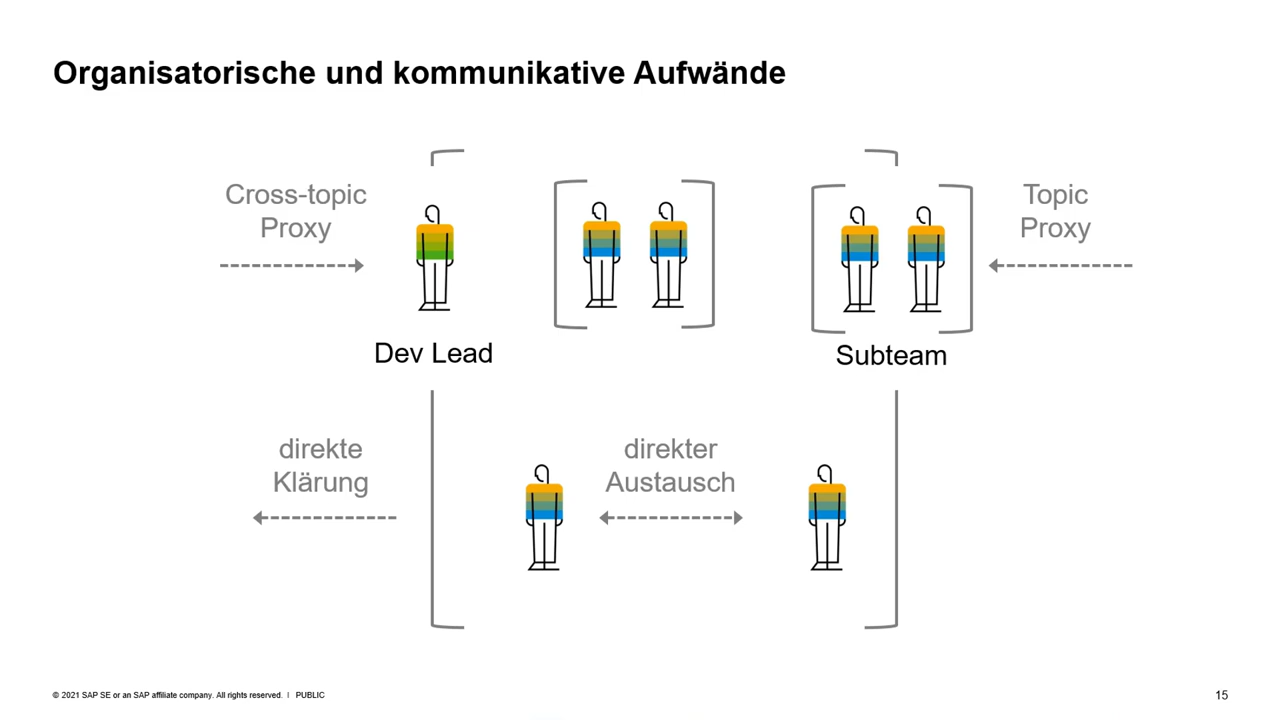 Organisatorische und kommunikative Aufwände
Cross-topic
Proxy
Topic
Proxy
Dev Lead
Subteam
direkte
Klärung
direkter
Austausch
© 2021 SAP SE or an SAP affiliate company. All rights reserved. ǀ PUBLIC
15